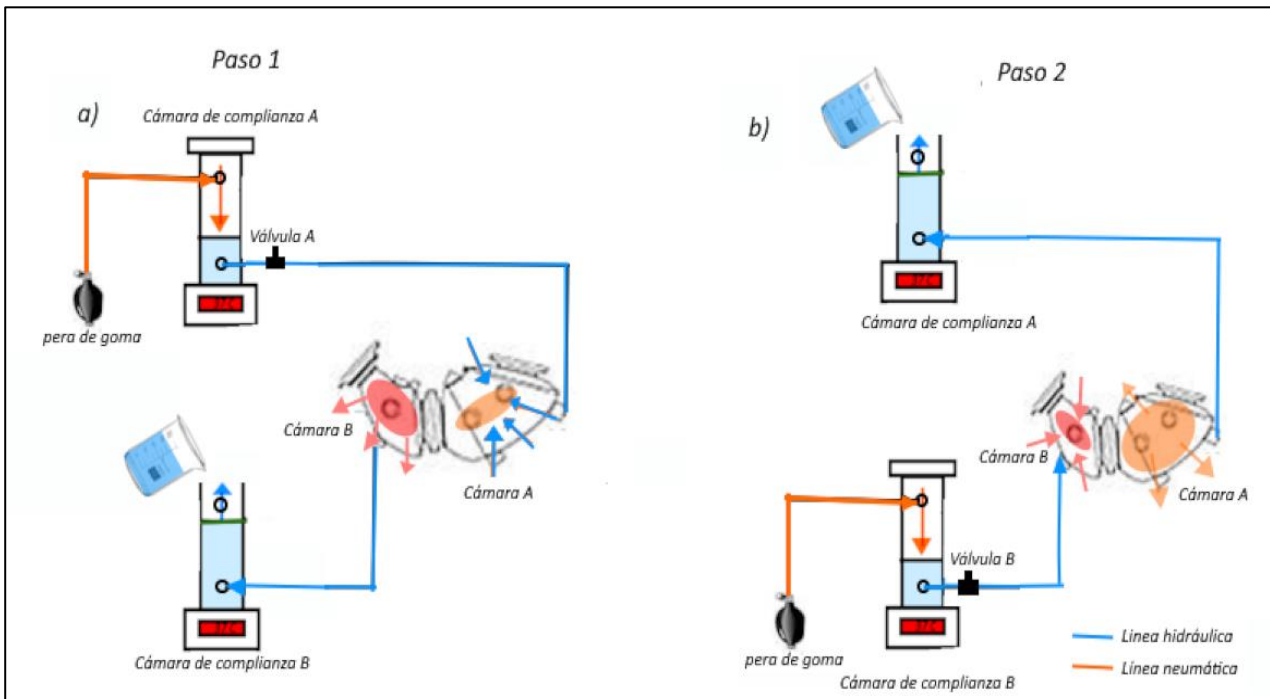 Paso 1
a)
Cámara de complianza A
Válvula A
pera de goma
Cámara B
Cámara A
Cámara de complianza B
Paso 2
b)
Cámara de complianza A
Cámara B
Cámara A
Válvula B
pera de goma
Cámara de complianza B
Linea hidráulica
Línea neumática